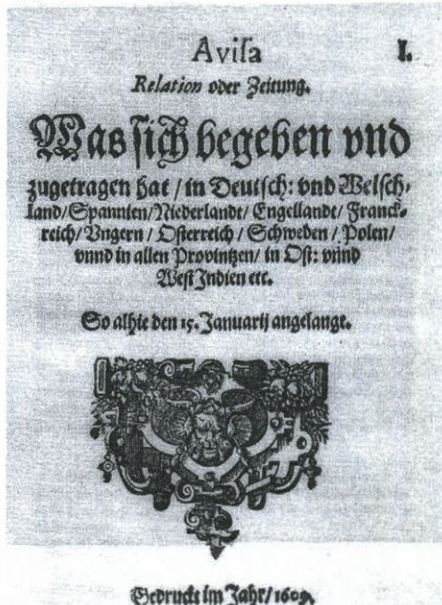 Aviſa I.
Relation oder Zeitung.
Was ſich begeben vnd
zugetragen hat / in Deutſch: vnd Welſch-
land/ Spannien/ Niederlandt/ Engellandt/ Franck-
reich/ Vngern / Oſterreich / Schweden / Polen/
vnnd in allen Provintzen/ in Oſt: vnnd
Weſt Indien etc.
So alhie den 15. Januarij angelangt.
Gedruckt im Jahr/ 1609.